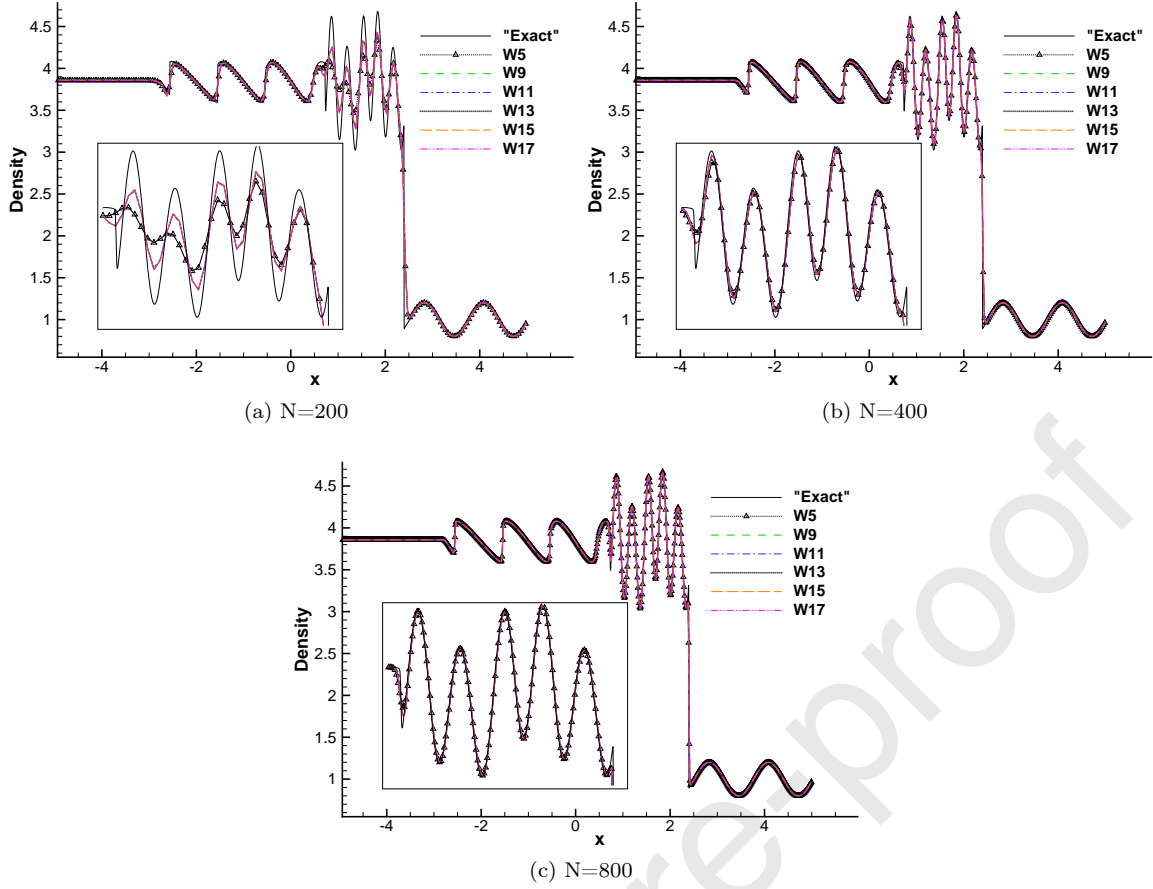 4.5
4
3.5
3
2.5
2
1.5
1
Density
-4
-2
0
2
4
x
"Exact"
W5
W9
W11
W13
W15
W17
(a) N=200
4.5
4
3.5
3
2.5
2
1.5
1
Density
-4
-2
0
2
4
x
"Exact"
W5
W9
W11
W13
W15
W17
(b) N=400
4.5
4
3.5
3
2.5
2
1.5
1
Density
-4
-2
0
2
4
x
"Exact"
W5
W9
W11
W13
W15
W17
(c) N=800
re-proof